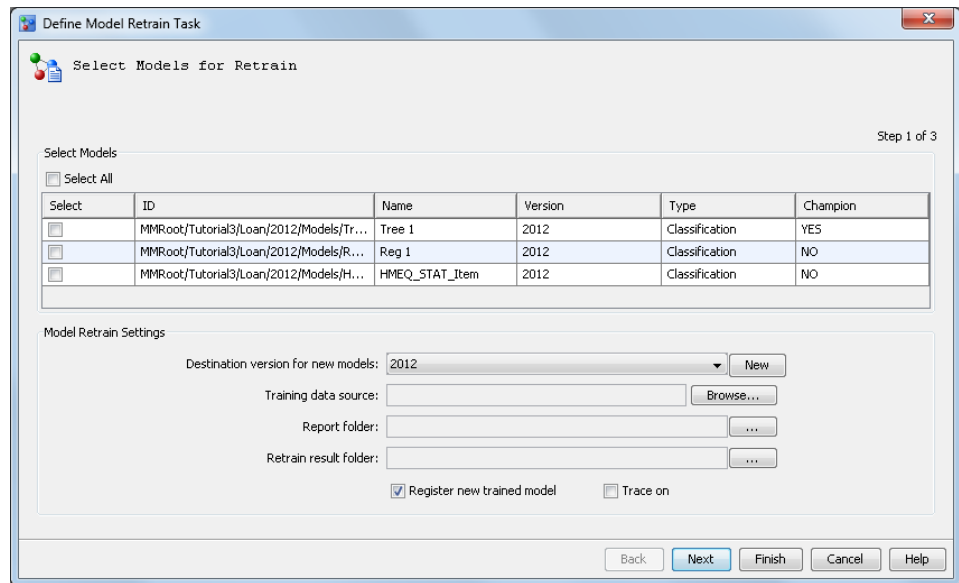 Define Model Retrain Task
Select Models for Retrain
Step 1 of 3
Select Models
Select All
Select ID Name Version Type Champion
MMRoot/Tutorial3/Loan/2012/Models/Tr... Tree 1 2012 Classification YES
MMRoot/Tutorial3/Loan/2012/Models/R... Reg 1 2012 Classification NO
MMRoot/Tutorial3/Loan/2012/Models/H... HMEQ_STAT_Item 2012 Classification NO
Model Retrain Settings
Destination version for new models: 2012 New
Training data source: Browse...
Report folder: ...
Retrain result folder: ...
Register new trained model Trace on
Back Next Finish Cancel Help